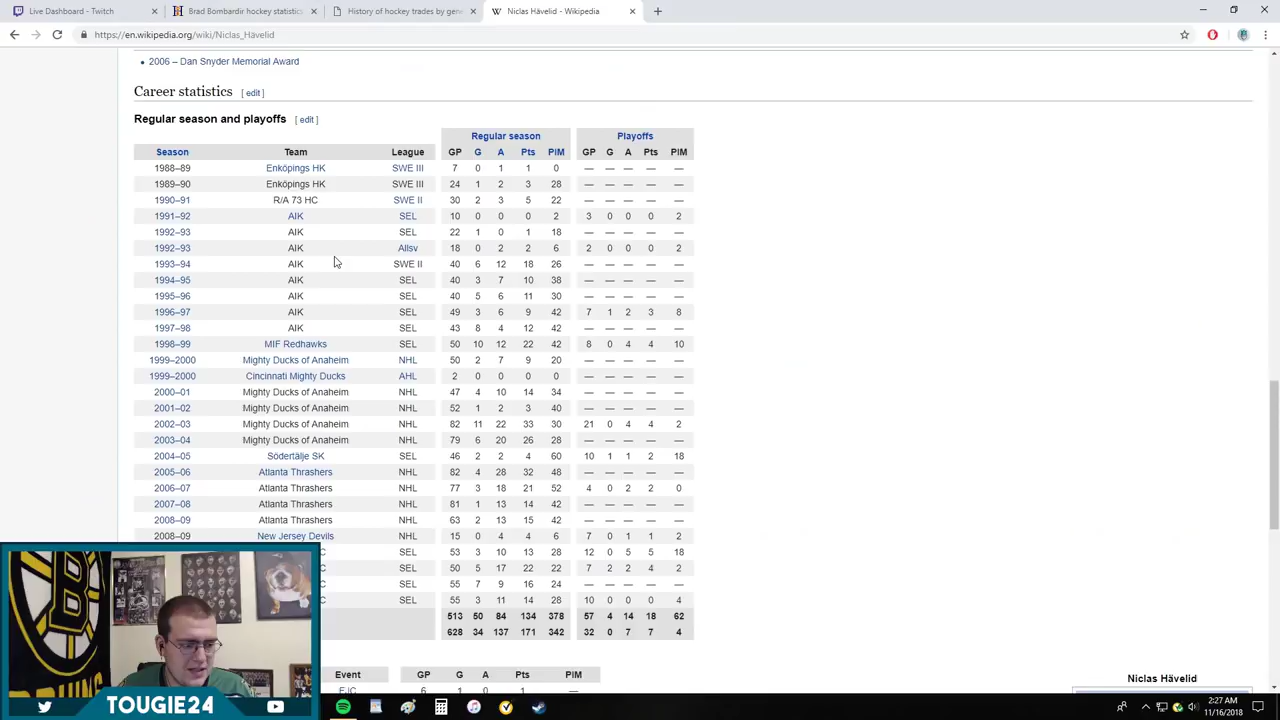 Live Dashboard - Twitch
Brad Bombardir hockey statistics
History of hockey trades by gene
Niclas Hävelid - Wikipedia
https://en.wikipedia.org/wiki/Niclas_Hävelid
2006 – Dan Snyder Memorial Award
Career statistics [ edit ]
Regular season and playoffs [ edit ]
Regular season Playoffs
Season Team League GP G A Pts PIM GP G A Pts PIM
1988–89 Enköpings HK SWE III 7 0 1 1 0 — — — — —
1989–90 Enköpings HK SWE III 24 1 2 3 28 — — — — —
1990–91 R/A 73 HC SWE II 30 2 3 5 22 — — — — —
1991–92 AIK SEL 10 0 0 0 2 3 0 0 0 2
1992–93 AIK SEL 22 1 0 1 18 — — — — —
1992–93 AIK Allsv 18 0 2 2 6 2 0 0 0 2
1993–94 AIK SWE II 40 6 12 18 26 — — — — —
1994–95 AIK SEL 40 3 7 10 38 — — — — —
1995–96 AIK SEL 40 5 6 11 30 — — — — —
1996–97 AIK SEL 49 3 6 9 42 7 1 2 3 8
1997–98 AIK SEL 43 8 4 12 42 — — — — —
1998–99 MIF Redhawks SEL 50 10 12 22 42 8 0 4 4 10
1999–2000 Mighty Ducks of Anaheim NHL 50 2 7 9 20 — — — — —
1999–2000 Cincinnati Mighty Ducks AHL 2 0 0 0 0 — — — — —
2000–01 Mighty Ducks of Anaheim NHL 47 4 10 14 34 — — — — —
2001–02 Mighty Ducks of Anaheim NHL 52 1 2 3 40 — — — — —
2002–03 Mighty Ducks of Anaheim NHL 82 11 22 33 30 21 0 4 4 2
2003–04 Mighty Ducks of Anaheim NHL 79 6 20 26 28 — — — — —
2004–05 Södertälje SK SEL 46 2 2 4 60 10 1 1 2 18
2005–06 Atlanta Thrashers NHL 82 4 28 32 48 — — — — —
2006–07 Atlanta Thrashers NHL 77 3 18 21 52 4 0 2 2 0
2007–08 Atlanta Thrashers NHL 81 1 13 14 42 — — — — —
2008–09 Atlanta Thrashers NHL 63 2 13 15 42 — — — — —
2008–09 New Jersey Devils NHL 15 0 4 4 6 7 0 1 1 2
C SEL 53 3 10 13 28 12 0 5 5 18
C SEL 50 5 17 22 22 7 2 2 4 2
C SEL 55 7 9 16 24 — — — — —
C SEL 55 3 11 14 28 10 0 0 0 4
513 50 84 134 378 57 4 14 18 62
628 34 137 171 342 32 0 7 7 4
Event GP G A Pts PIM
EJC 6 1 0 1 —
Niclas Hävelid
TOUGIE24
2:27 AM
11/16/2018